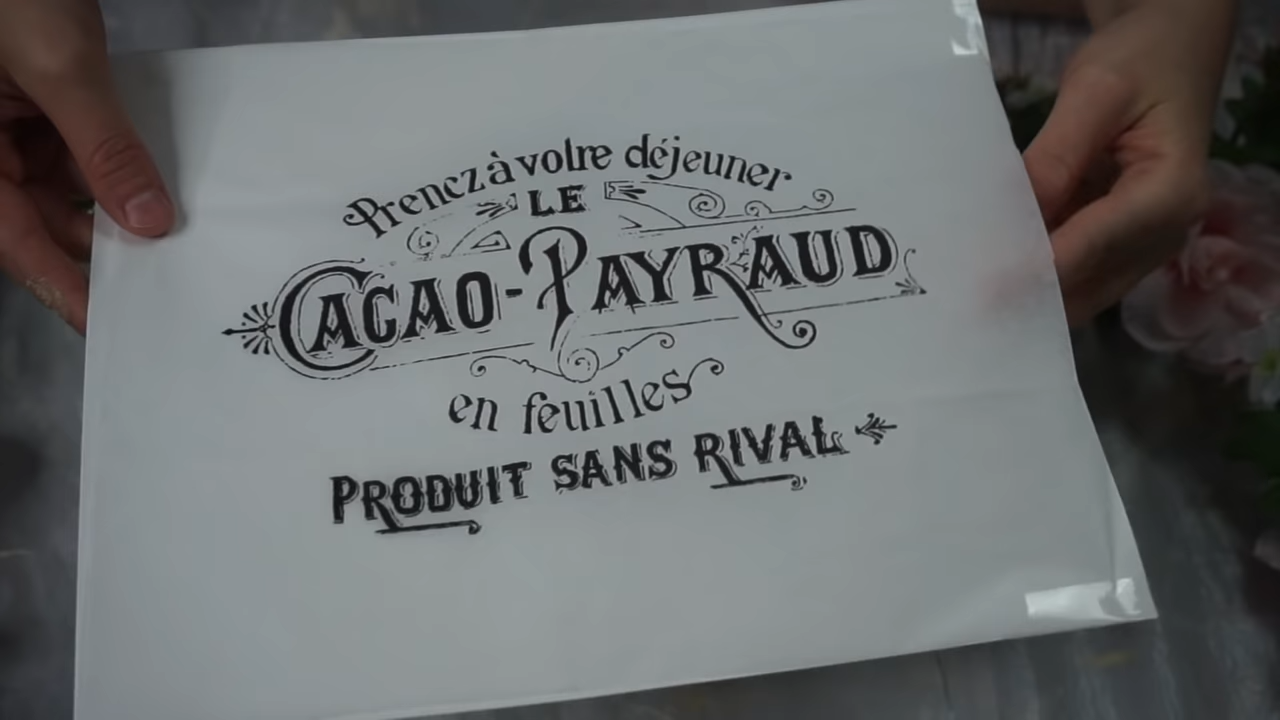 Prenez à votre déjeuner
LE
CACAO-PAYRAUD
en feuilles
PRODUIT SANS RIVAL